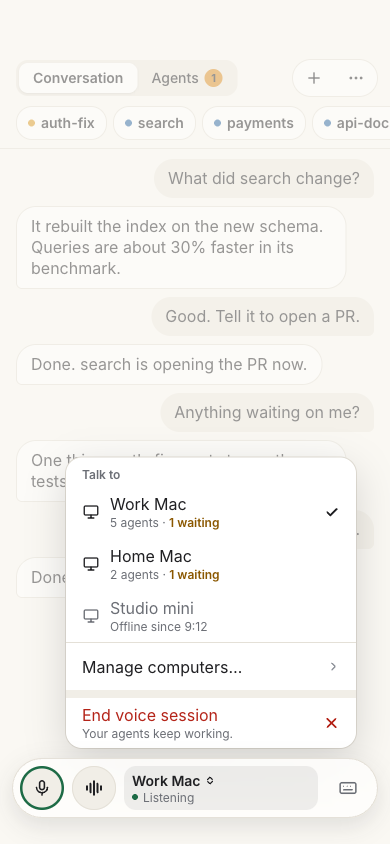 Conversation
Agents 1
auth-fix
search
payments
api-doc
What did search change?
It rebuilt the index on the new schema.
Queries are about 30% faster in its
benchmark.
Good. Tell it to open a PR.
Done. search is opening the PR now.
Anything waiting on me?
One
tests
Done
Talk to
Work Mac
5 agents · 1 waiting
Home Mac
2 agents · 1 waiting
Studio mini
Offline since 9:12
Manage computers...
End voice session
Your agents keep working.
Work Mac
Listening